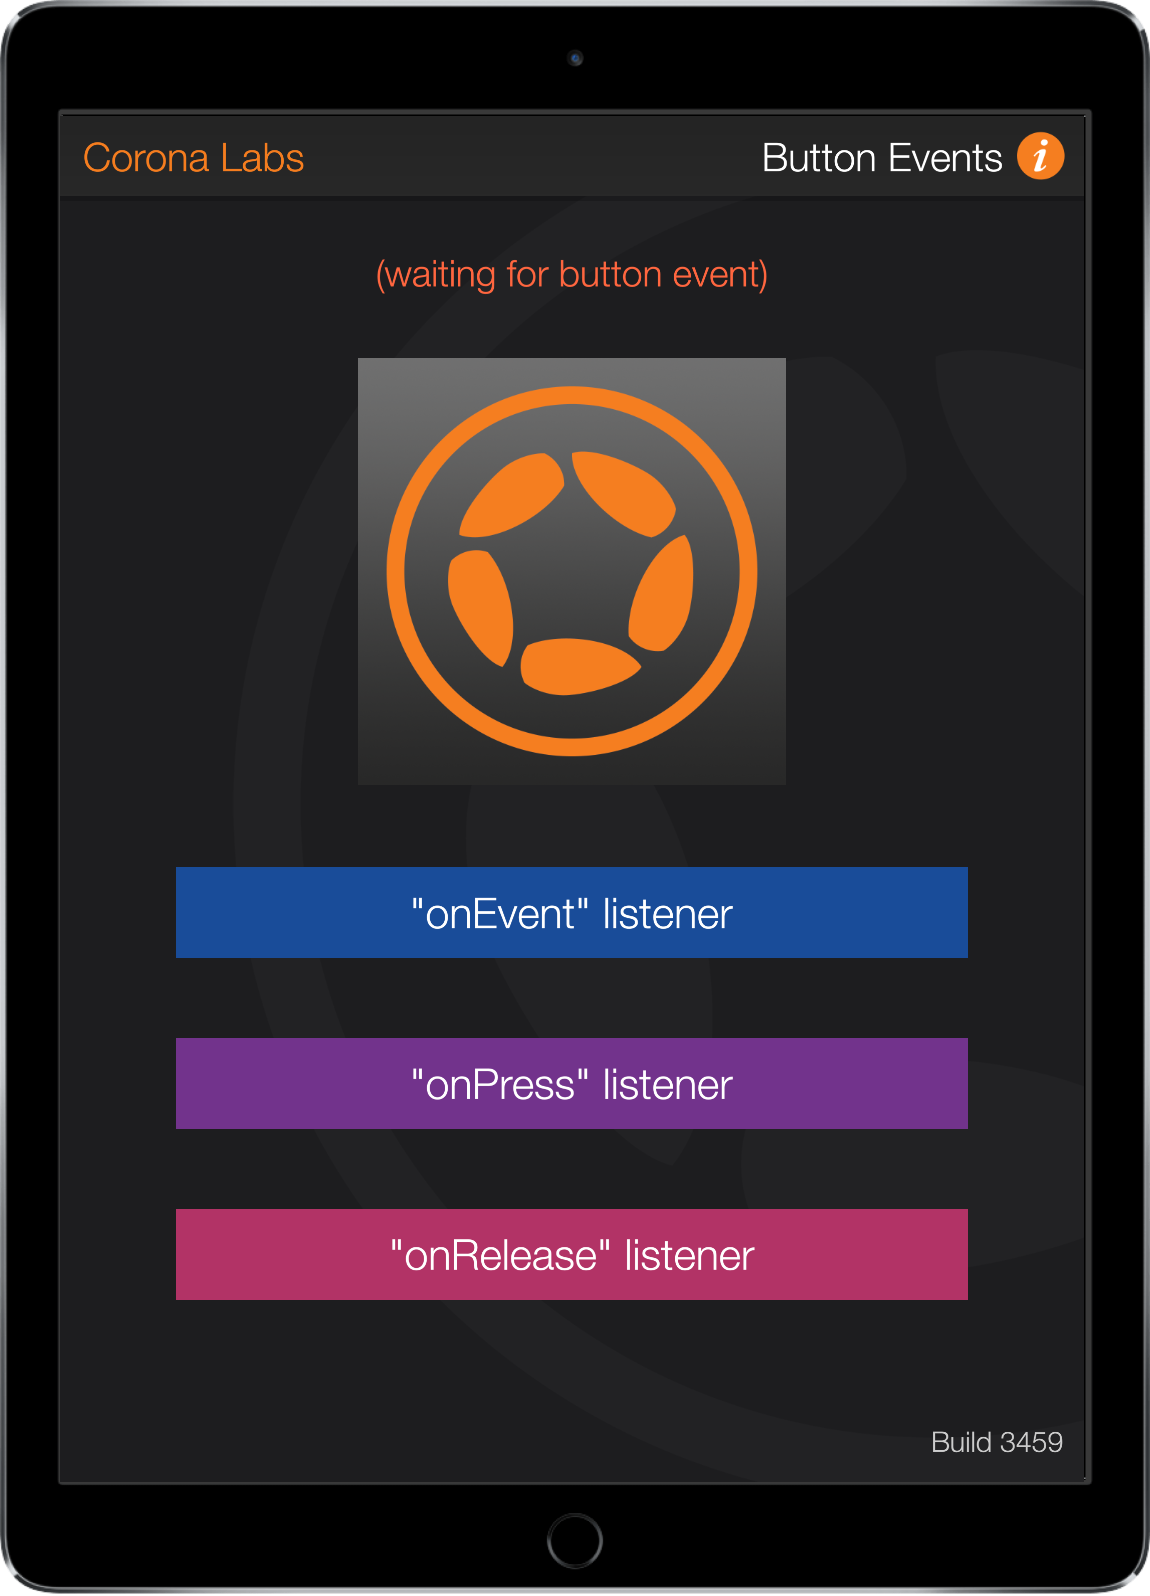 Corona Labs
Button Events i
(waiting for button event)
"onEvent" listener
"onPress" listener
"onRelease" listener
Build 3459